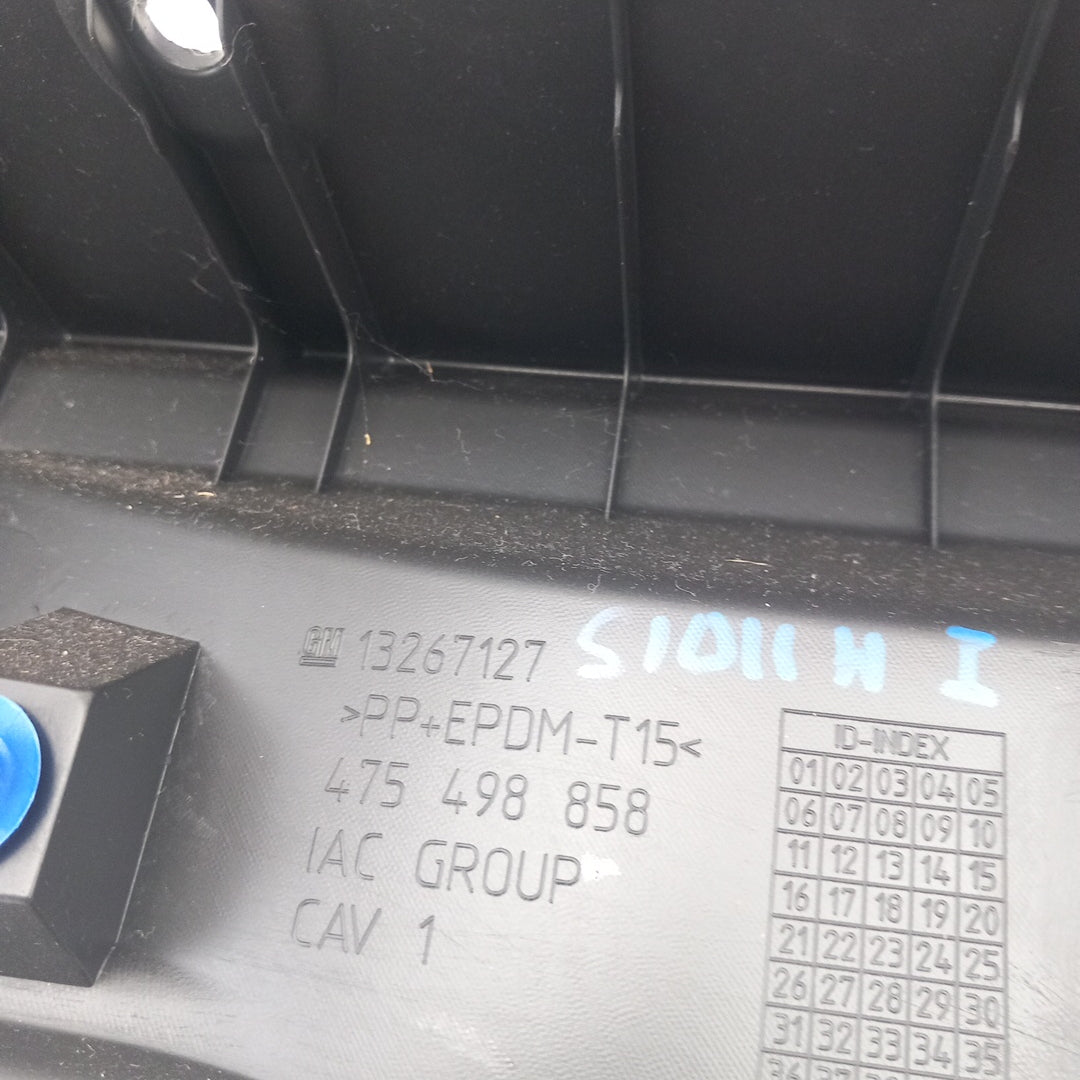 GM 13267127
S1011 H I
>PP+EPDM-T15<
475 498 858
IAC GROUP
CAV 1
ID-INDEX
01 02 03 04 05
06 07 08 09 10
11 12 13 14 15
16 17 18 19 20
21 22 23 24 25
26 27 28 29 30
31 32 33 34 35